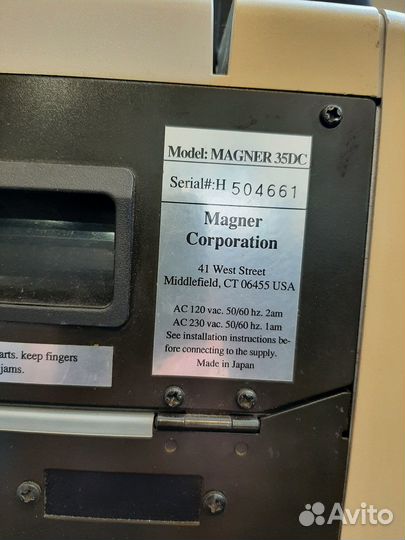 Model: MAGNER 35DC
Serial#:H 504661
Magner
Corporation
41 West Street
Middlefield, CT 06455 USA
AC 120 vac. 50/60 hz. 2am
AC 230 vac. 50/60 hz. 1am
See installation instructions be-
fore connecting to the supply.
Made in Japan
arts. keep fingers
jams.
Avito